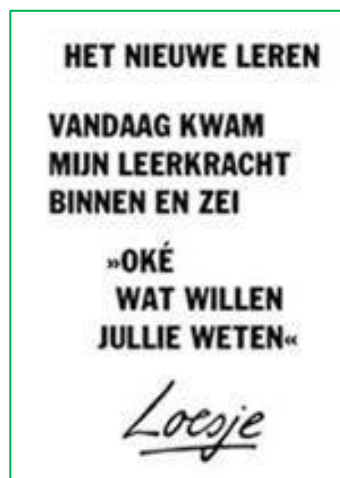 HET NIEUWE LEREN
VANDAAG KWAM
MIJN LEERKRACHT
BINNEN EN ZEI
»OKÉ
WAT WILLEN
JULLIE WETEN«
Loesje